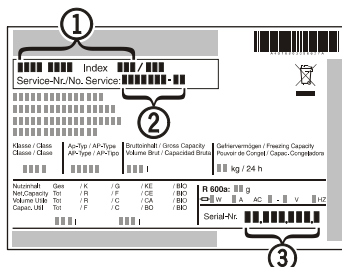 1
Index /
Service-Nr./No. Service: -
2
Klasse / Class Ap-Typ / AP-Type Bruttoinhalt / Gross Capacity Gefriervermögen / Freezing Capacity
Classe / Clase AP-Type / AP-Tipo Volume Brut / Capacidad Bruta Pouvoir de Congel / Capac. Congeladora
l kg / 24 h
Nutzinhalt Ges / K / G / KE / BIO
Net.Capacity Tot / R / F / CE / BIO
Volume Utile Tot / R / C / CA / BIO
Capac. Util Tot / F / C / BO / BIO
l l
R 600a: g
W A AC - V HZ
Serial-Nr. . . .
3